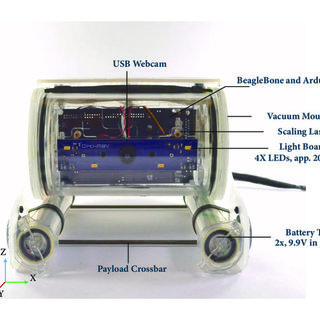 USB Webcam
BeagleBone and Ardu
Vacuum Mou
Scaling Las
Light Boar
4X LEDs, app. 20
Battery T
2x, 9.9V in
Payload Crossbar
Z
X
Y